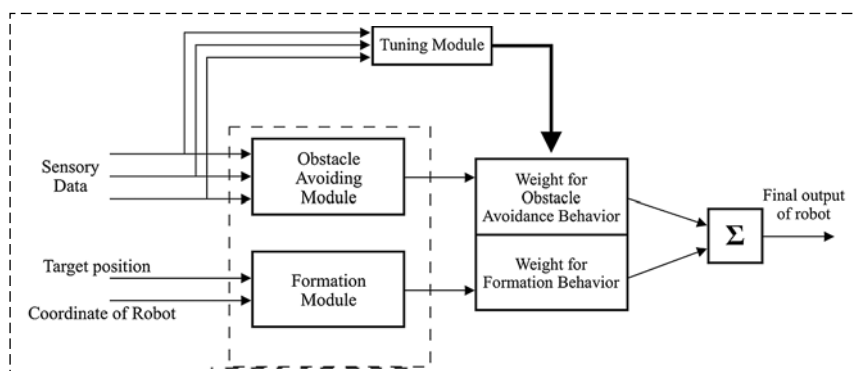 Tuning Module
Sensory
Data
Obstacle
Avoiding
Module
Weight for
Obstacle
Avoidance Behavior
Final output
of robot
Σ
Target position
Coordinate of Robot
Formation
Module
Weight for
Formation Behavior